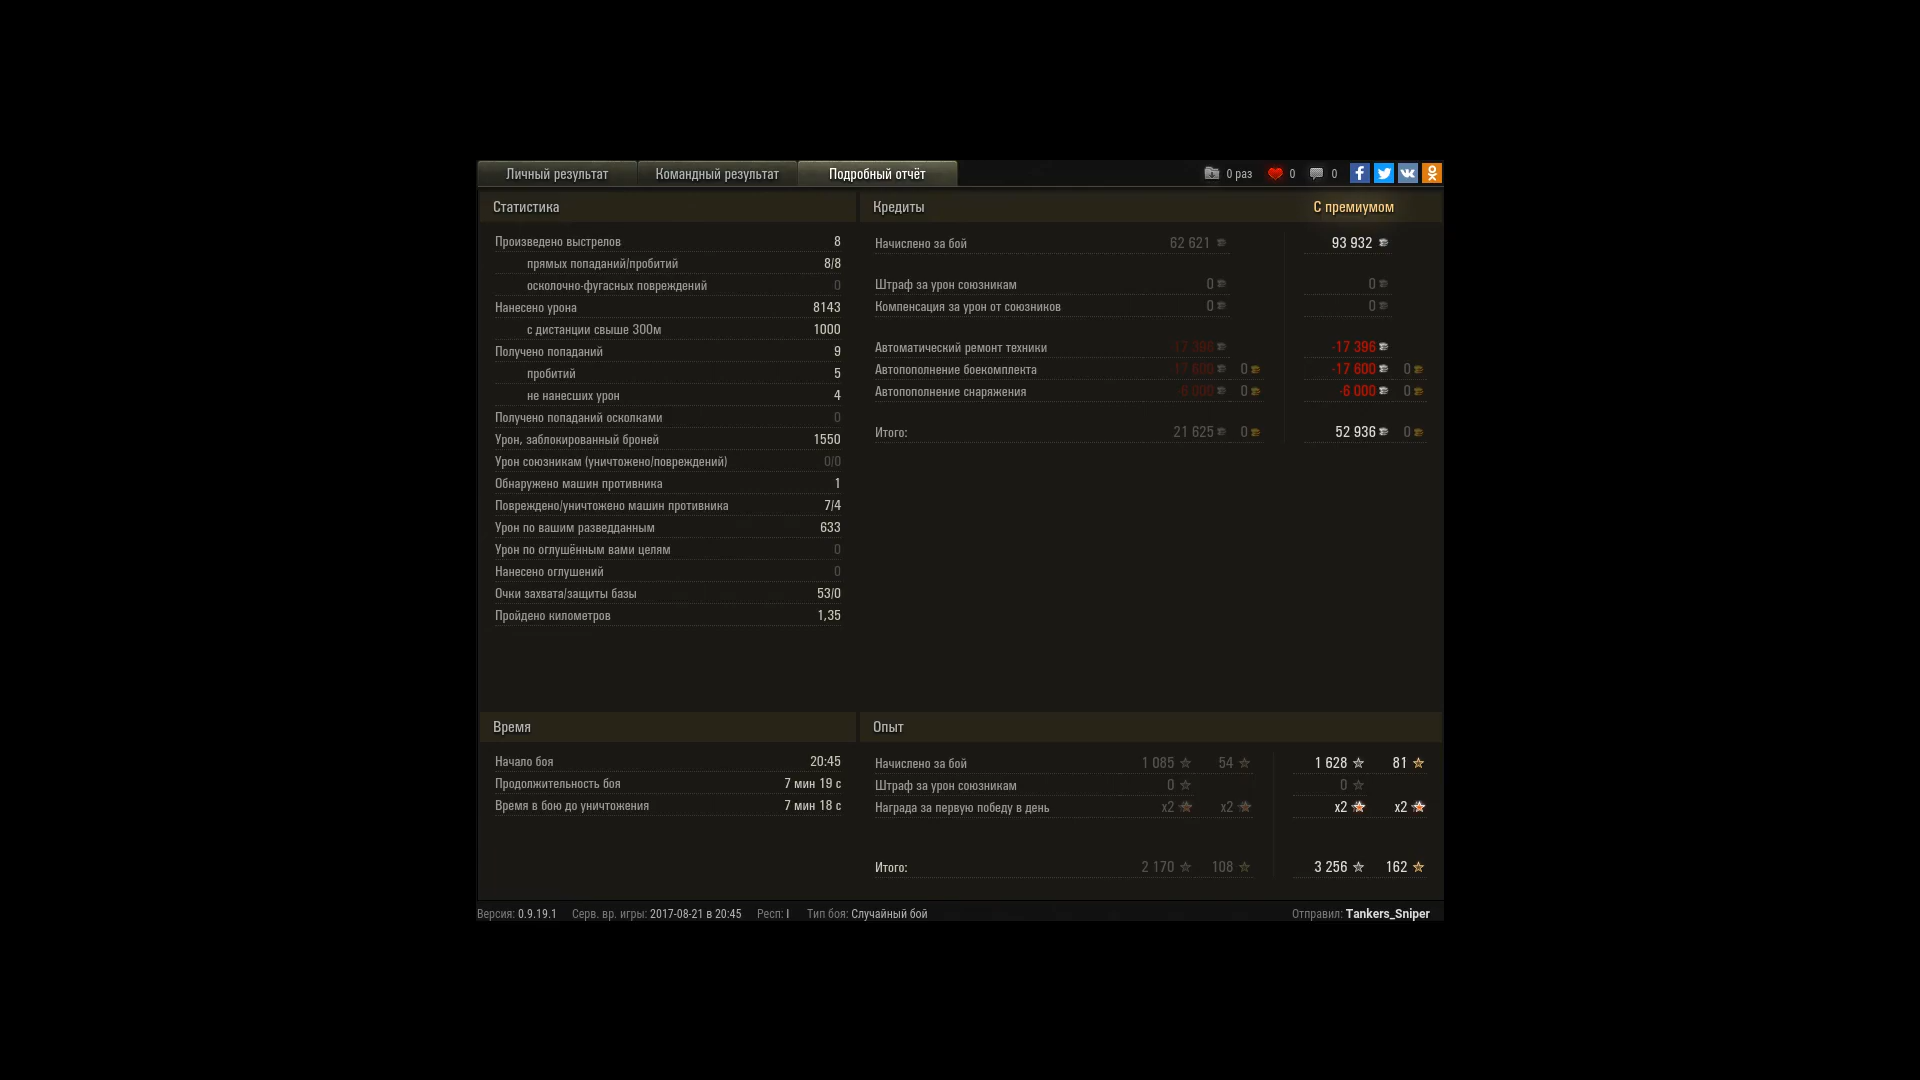 Личный результат Командный результат Подробный отчёт 0 раз 0 0
Статистика
Произведено выстрелов 8
прямых попаданий/пробитий 8/8
осколочно-фугасных повреждений 0
Нанесено урона 8143
с дистанции свыше 300м 1000
Получено попаданий 9
пробитий 5
не нанесших урон 4
Получено попаданий осколками 0
Урон, заблокированный броней 1550
Урон союзникам (уничтожено/повреждений) 0/0
Обнаружено машин противника 1
Повреждено/уничтожено машин противника 7/4
Урон по вашим разведданным 633
Урон по оглушённым вами целям 0
Нанесено оглушений 0
Очки захвата/защиты базы 53/0
Пройдено километров 1,35
Кредиты С премиумом
Начислено за бой 62 621 93 932
Штраф за урон союзникам 0 0
Компенсация за урон от союзников 0 0
Автоматический ремонт техники -17 396 -17 396
Автопополнение боекомплекта -17 600 0 -17 600 0
Автопополнение снаряжения -6 000 0 -6 000 0
Итого: 21 625 0 52 936 0
Время
Начало боя 20:45
Продолжительность боя 7 мин 19 с
Время в бою до уничтожения 7 мин 18 с
Опыт
Начислено за бой 1 085 54 1 628 81
Штраф за урон союзникам 0 0
Награда за первую победу в день x2 x2 x2 x2
Итого: 2 170 108 3 256 162
Версия: 0.9.19.1 Серв. вр. игры: 2017-08-21 в 20:45 Респ: I Тип боя: Случайный бой Отправил: Tankers_Sniper